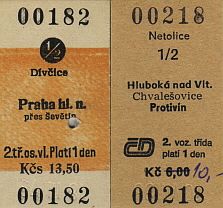 00182
1/2
Dívčice
Praha hl. n.
přes Ševětín
2.tř.os.vl. Platí 1 den
Kčs 13,50
00182
00218
Netolice
1/2
Hluboká nad Vlt.
Chvalešovice
Protivín
ČD 2. voz. třída
platí 1 den
Kč 6,00 10,-
00218